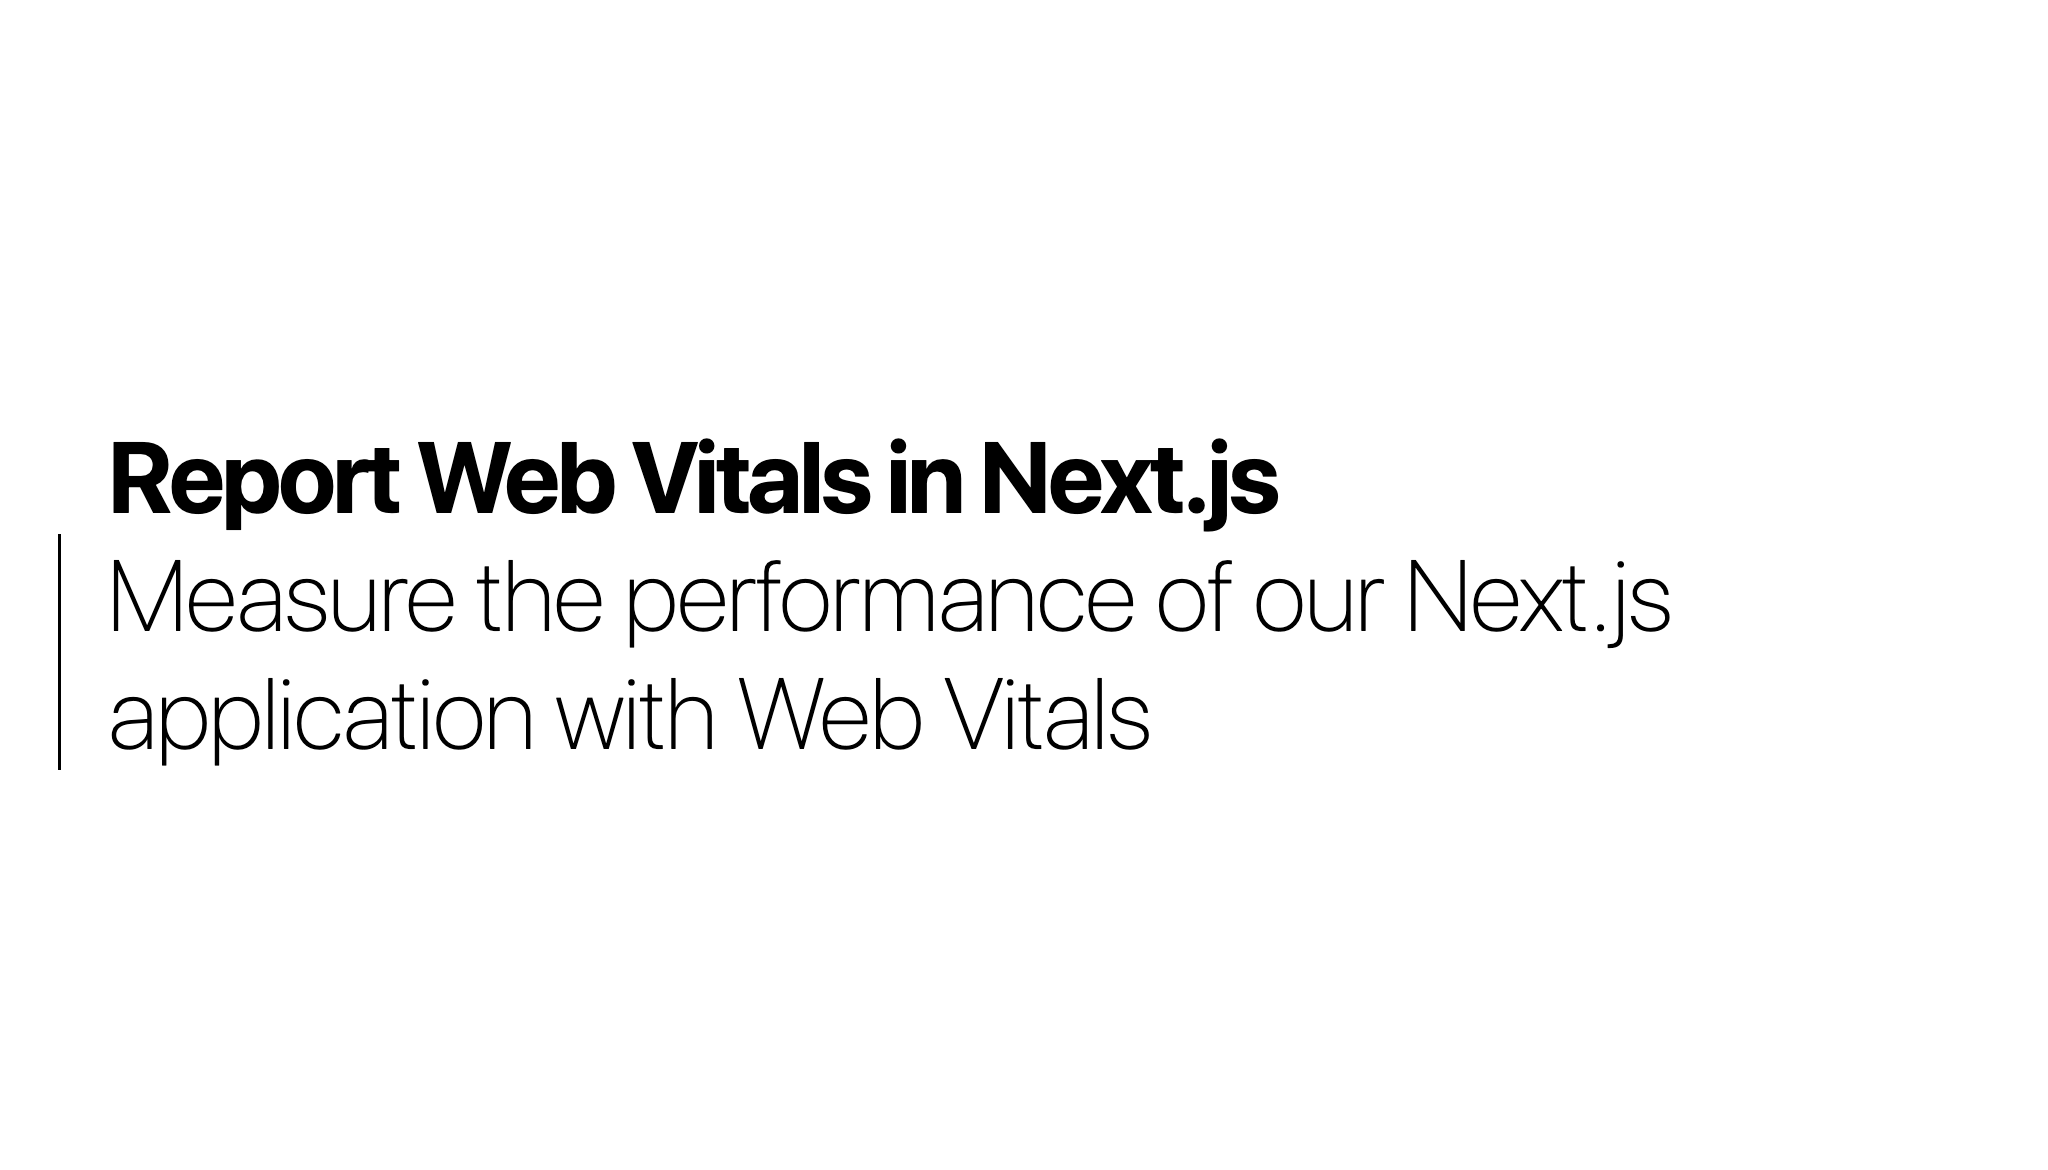 Report Web Vitals in Next.js
Measure the performance of our Next.js
application with Web Vitals